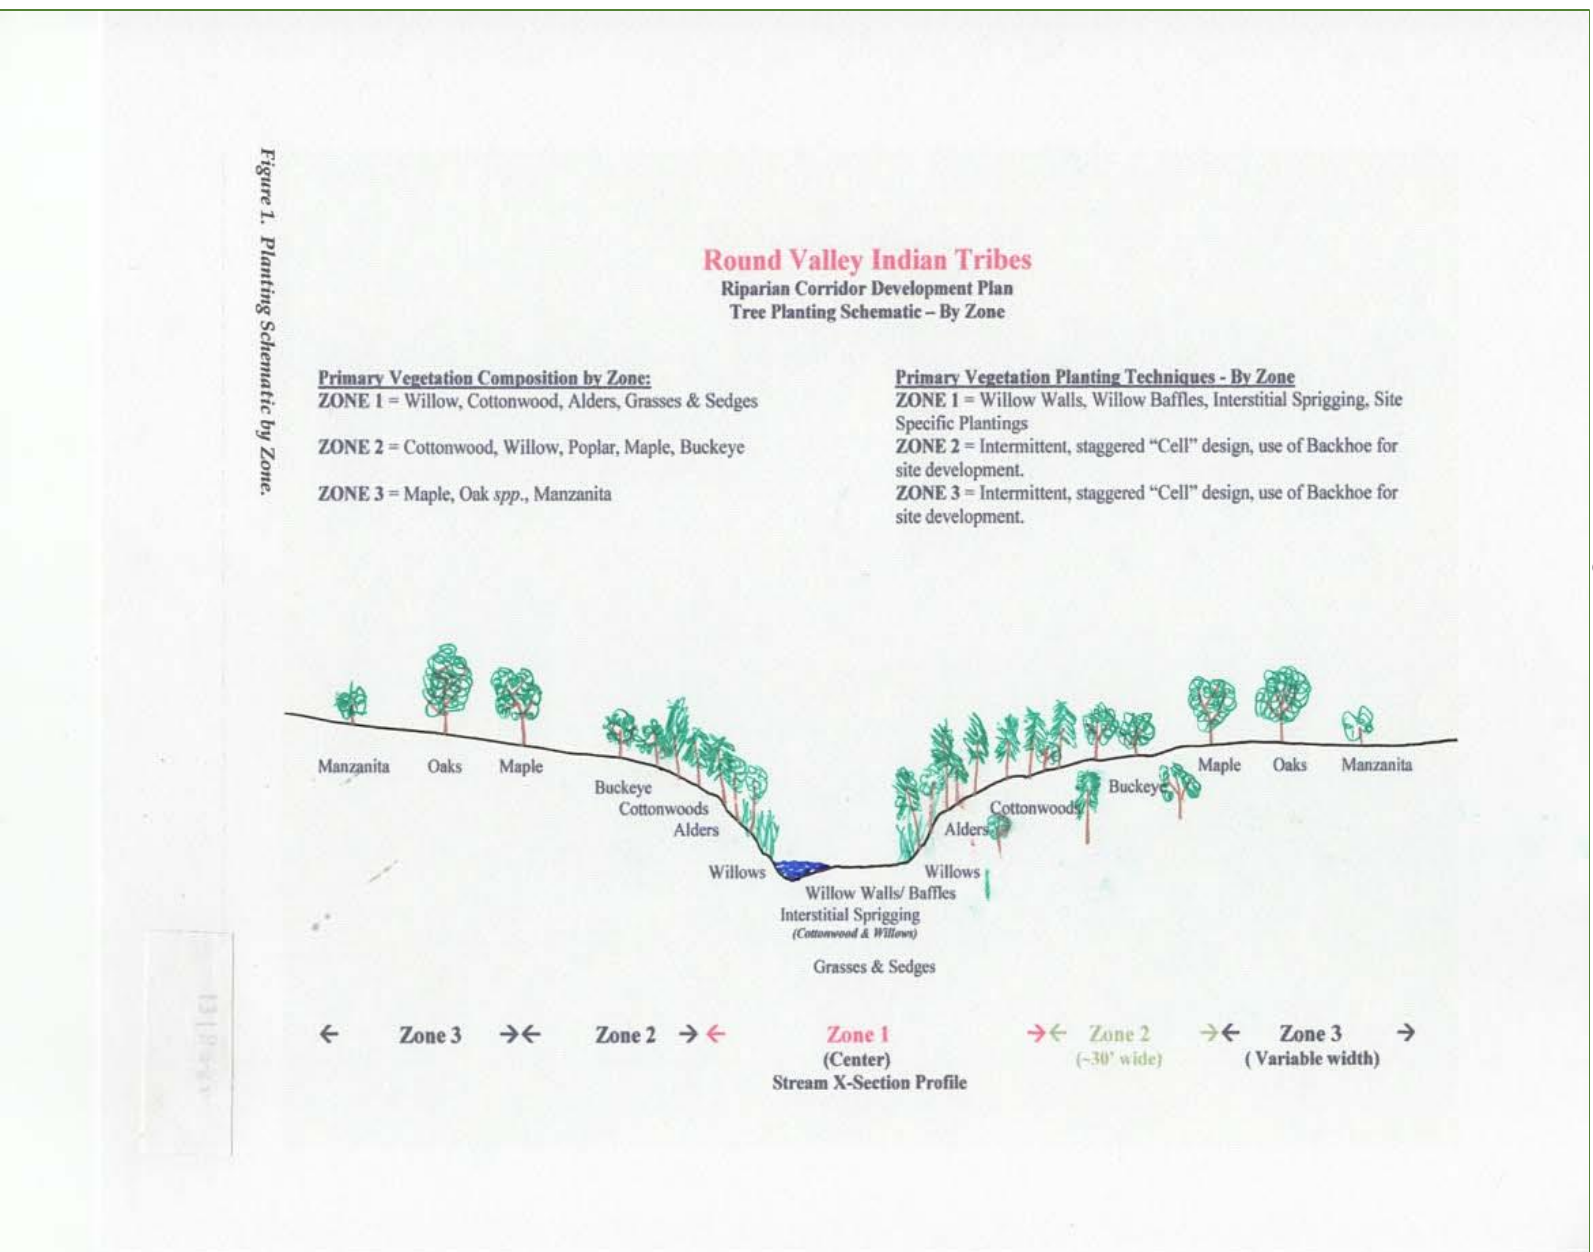 Figure 1. Planting Schematic by Zone.
Round Valley Indian Tribes
Riparian Corridor Development Plan
Tree Planting Schematic – By Zone
Primary Vegetation Composition by Zone:
ZONE 1 = Willow, Cottonwood, Alders, Grasses & Sedges
ZONE 2 = Cottonwood, Willow, Poplar, Maple, Buckeye
ZONE 3 = Maple, Oak spp., Manzanita
Primary Vegetation Planting Techniques - By Zone
ZONE 1 = Willow Walls, Willow Baffles, Interstitial Sprigging, Site
Specific Plantings
ZONE 2 = Intermittent, staggered “Cell” design, use of Backhoe for
site development.
ZONE 3 = Intermittent, staggered “Cell” design, use of Backhoe for
site development.
Manzanita Oaks Maple
Buckeye
Cottonwoods
Alders
Willows
Maple Oaks Manzanita
Buckeye
Cottonwoods
Alders
Willows
Willow Walls/ Baffles
Interstitial Sprigging
(Cottonwood & Willows)
Grasses & Sedges
← Zone 3 →← Zone 2 → ← Zone 1 →← Zone 2 →← Zone 3 →
(Center) (~30’ wide) ( Variable width)
Stream X-Section Profile